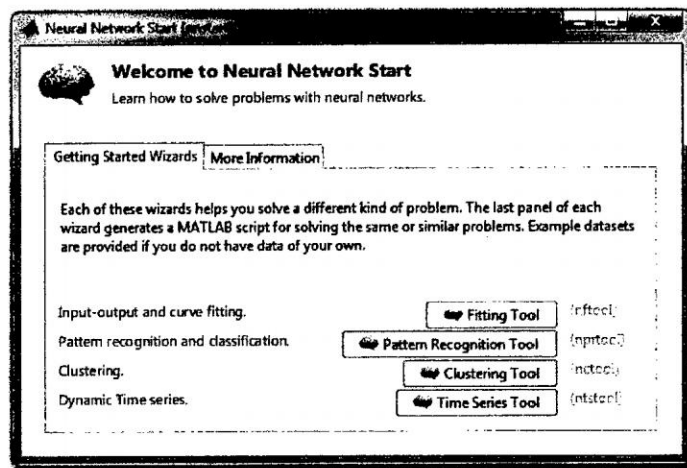 Neural Network Start
Welcome to Neural Network Start
Learn how to solve problems with neural networks.
Getting Started Wizards More Information
Each of these wizards helps you solve a different kind of problem. The last panel of each
wizard generates a MATLAB script for solving the same or similar problems. Example datasets
are provided if you do not have data of your own.
Input-output and curve fitting. Fitting Tool (nftool)
Pattern recognition and classification. Pattern Recognition Tool (nprtool)
Clustering. Clustering Tool (nctool)
Dynamic Time series. Time Series Tool (ntstool)